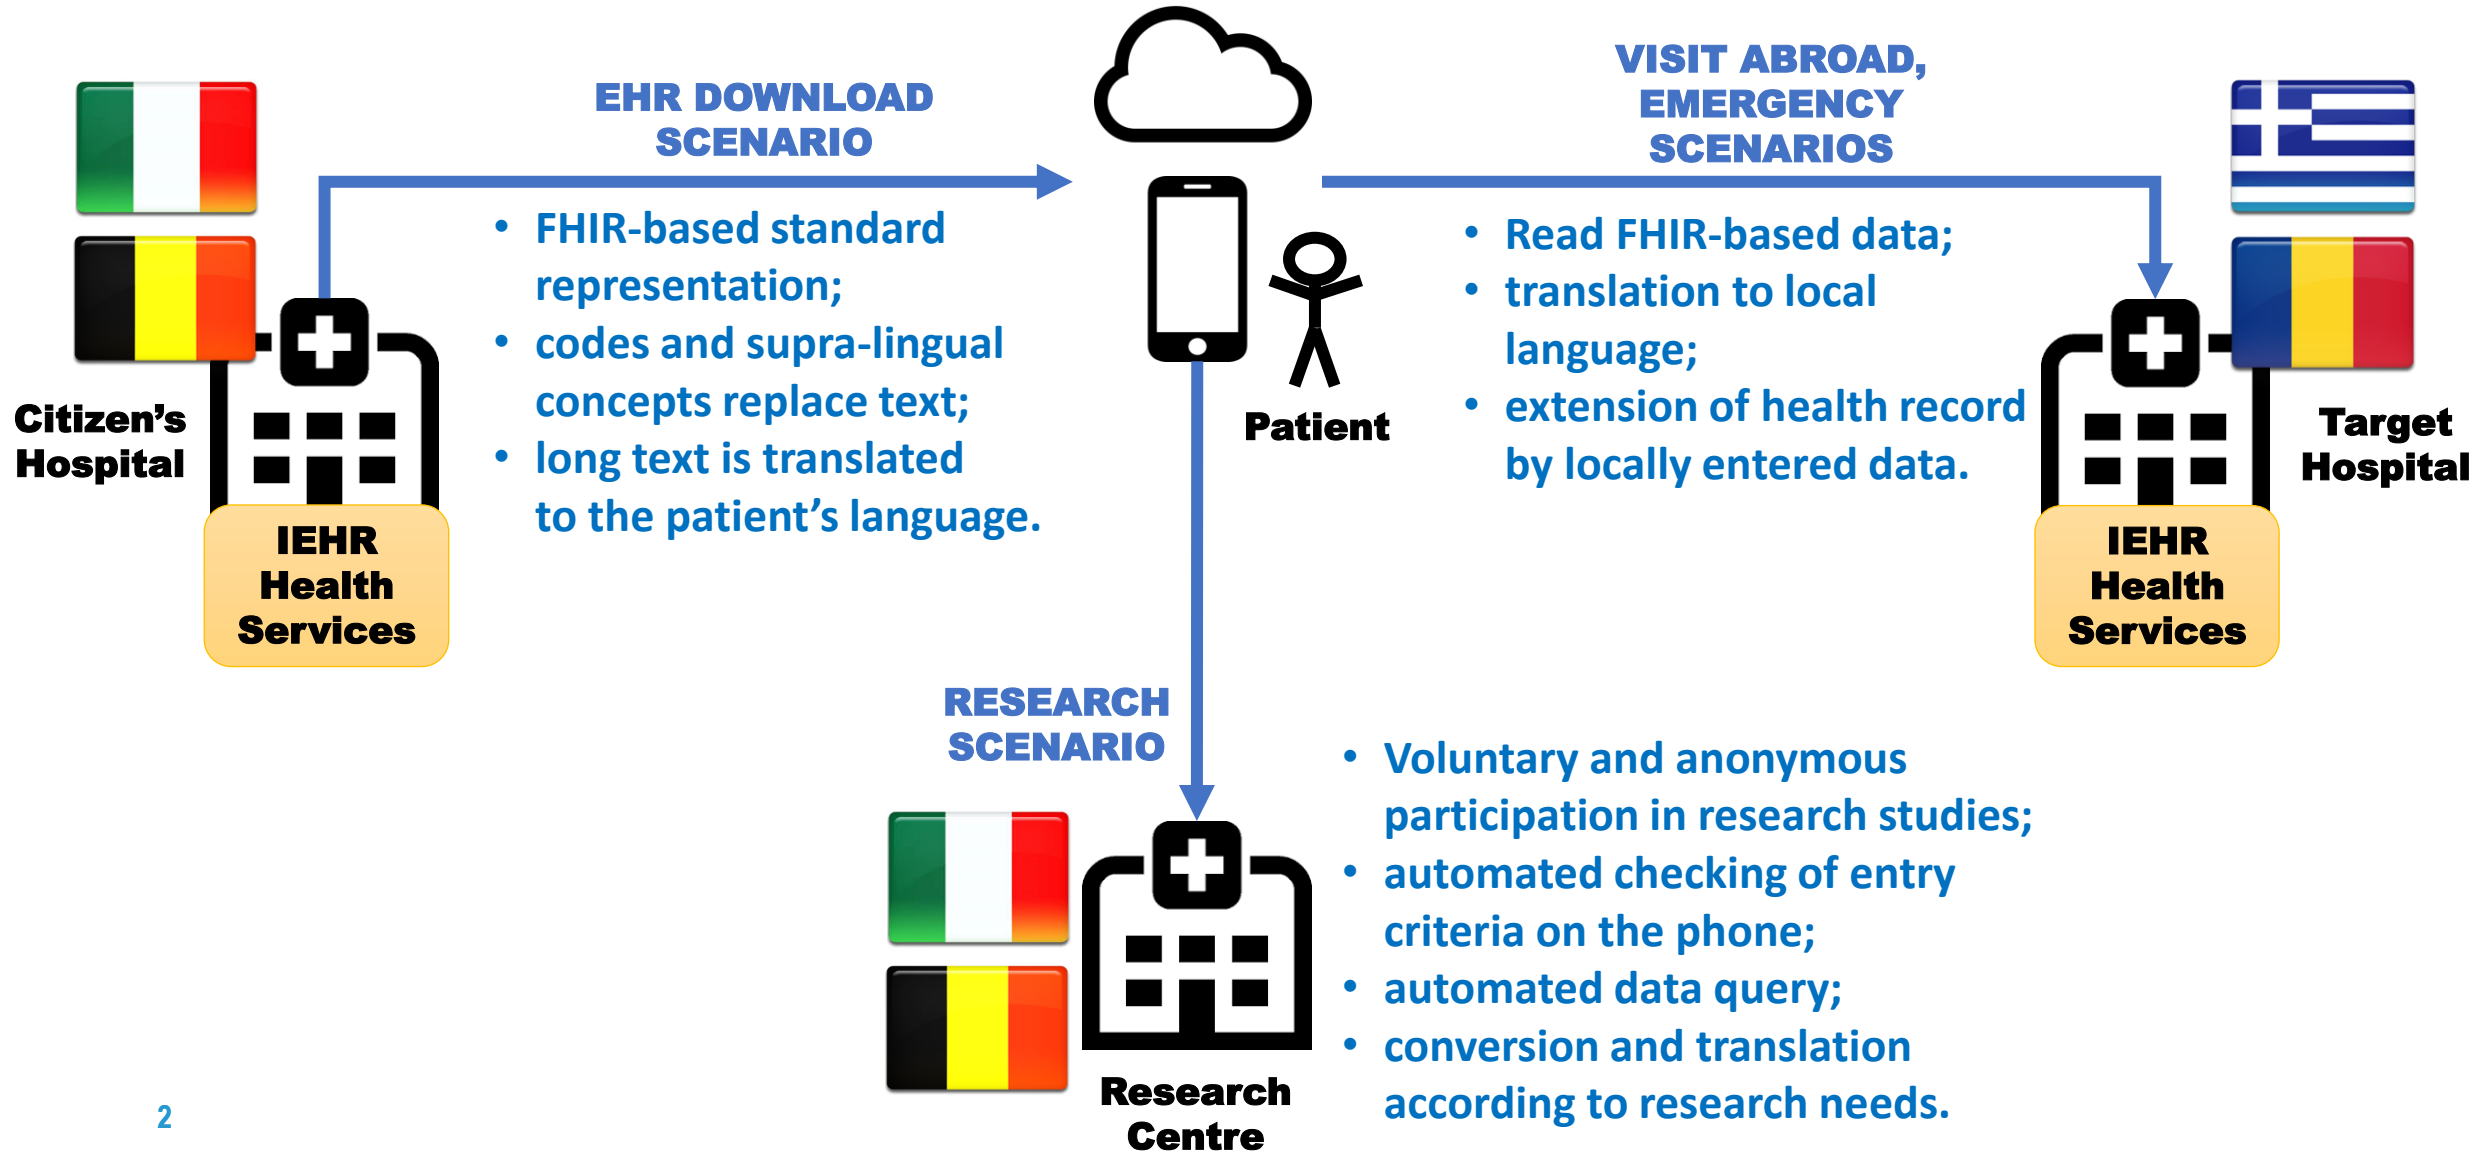 EHR DOWNLOAD
SCENARIO
• FHIR-based standard
representation;
• codes and supra-lingual
concepts replace text;
• long text is translated
to the patient’s language.
Citizen’s
Hospital
IEHR
Health
Services
Patient
VISIT ABROAD,
EMERGENCY
SCENARIOS
• Read FHIR-based data;
• translation to local
language;
• extension of health record
by locally entered data.
Target
Hospital
IEHR
Health
Services
RESEARCH
SCENARIO
• Voluntary and anonymous
participation in research studies;
• automated checking of entry
criteria on the phone;
• automated data query;
• conversion and translation
according to research needs.
Research
Centre
2